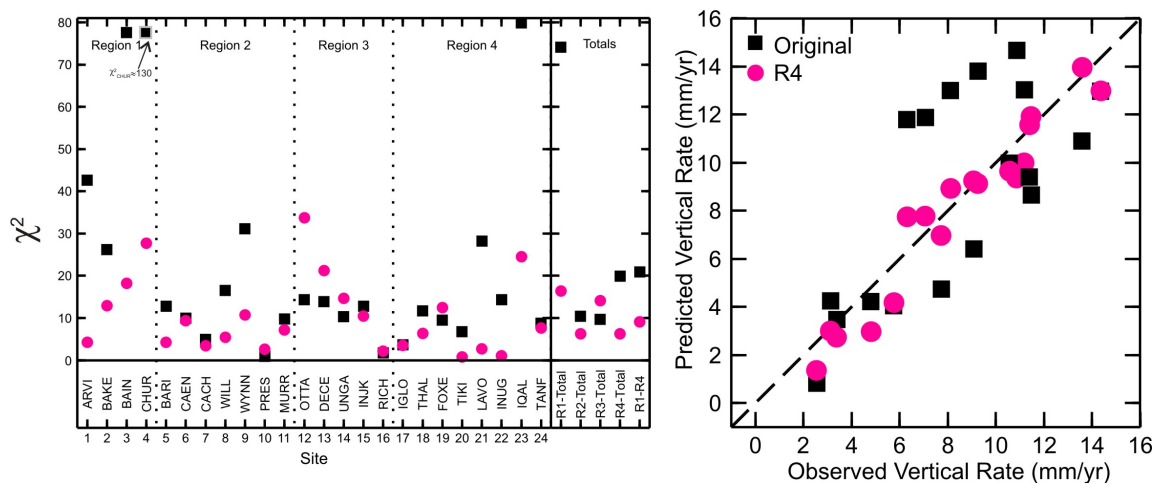 80
70
60
50
40
30
20
10
0
χ²
Region 1
Region 2
Region 3
Region 4
Totals
χ²CHUR≈130
ARVI
BAKE
BAIN
CHUR
BARI
CAEN
CACH
WILL
WYNN
PRES
MURR
OTTA
DECE
UNGA
INJK
RICH
IGLO
THAL
FOXE
TIKI
LAVO
INUG
IQAL
TANF
R1-Total
R2-Total
R3-Total
R4-Total
R1-R4
1 2 3 4 5 6 7 8 9 10 11 12 13 14 15 16 17 18 19 20 21 22 23 24
Site
16
14
12
10
8
6
4
2
0
Predicted Vertical Rate (mm/yr)
Original
R4
0 2 4 6 8 10 12 14 16
Observed Vertical Rate (mm/yr)